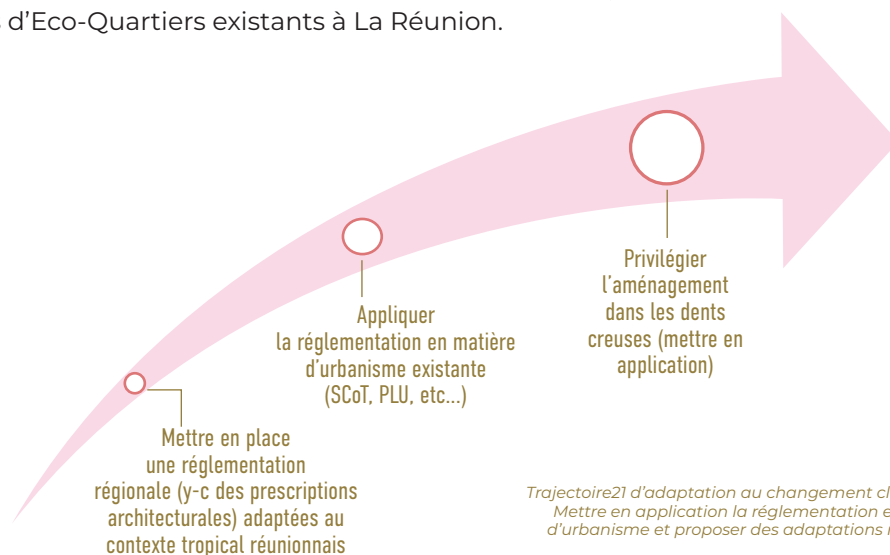 d’Eco-Quartiers existants à La Réunion.
Privilégier
l’aménagement
dans les dents
creuses (mettre en
application)
Appliquer
la réglementation en matière
d’urbanisme existante
(SCoT, PLU, etc...)
Mettre en place
une réglementation
régionale (y-c des prescriptions
architecturales) adaptées au
contexte tropical réunionnais
Trajectoire21 d’adaptation au changement
Mettre en application la réglementation
d’urbanisme et proposer des adaptations